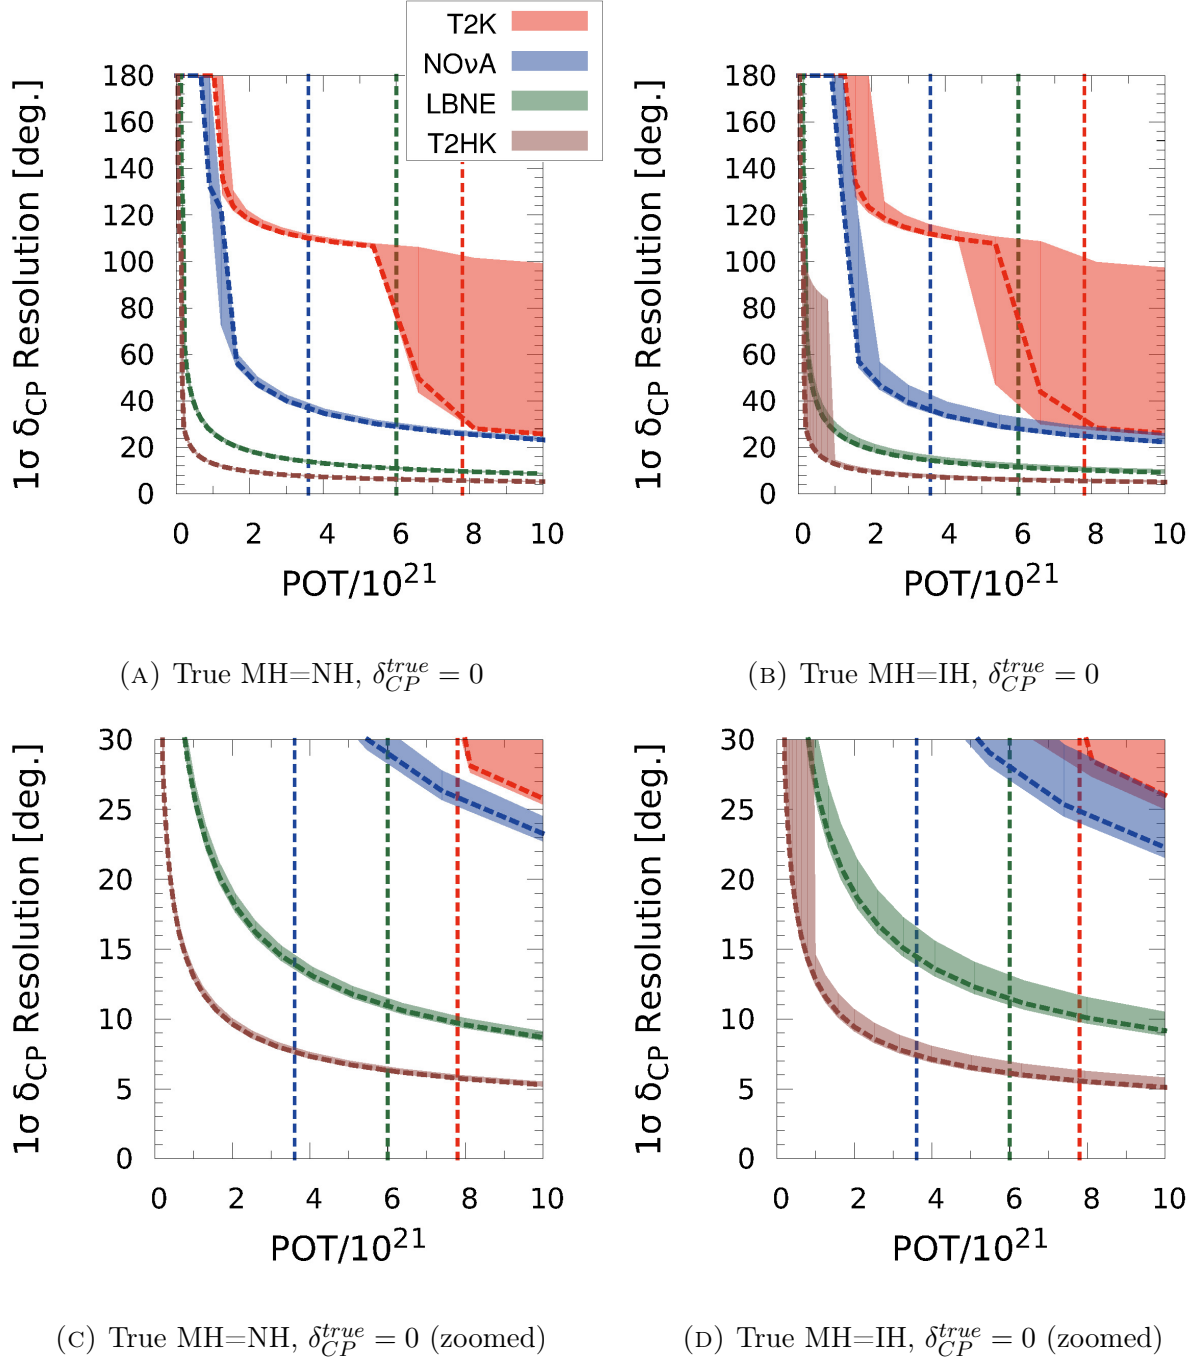 T2K
NOνA
LBNE
T2HK
1σ δCP Resolution [deg.]
180
160
140
120
100
80
60
40
20
0
0 2 4 6 8 10
POT/10²¹
(A) True MH=NH, δ_CP^true = 0
1σ δCP Resolution [deg.]
180
160
140
120
100
80
60
40
20
0
0 2 4 6 8 10
POT/10²¹
(B) True MH=IH, δ_CP^true = 0
1σ δCP Resolution [deg.]
30
25
20
15
10
5
0
0 2 4 6 8 10
POT/10²¹
(C) True MH=NH, δ_CP^true = 0 (zoomed)
1σ δCP Resolution [deg.]
30
25
20
15
10
5
0
0 2 4 6 8 10
POT/10²¹
(D) True MH=IH, δ_CP^true = 0 (zoomed)